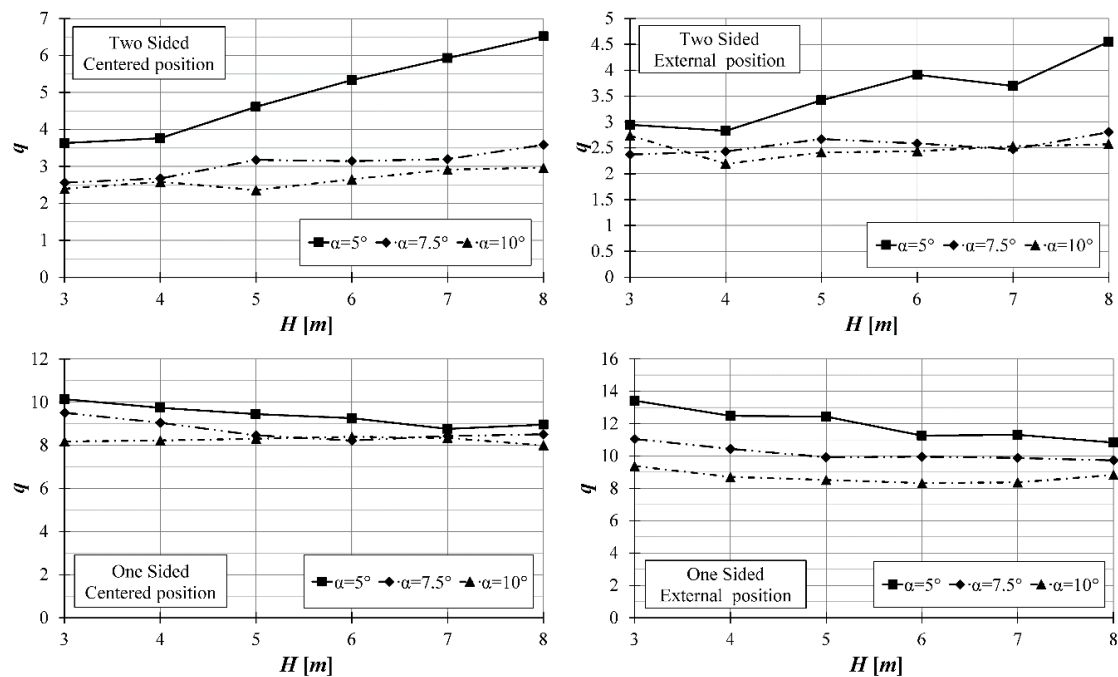 7
6
5
4
3
2
1
0
q
Two Sided
Centered position
α=5° α=7.5° α=10°
3 4 5 6 7 8
H [m]
5
4.5
4
3.5
3
2.5
2
1.5
1
0.5
0
q
Two Sided
External position
α=5° α=7.5° α=10°
3 4 5 6 7 8
H [m]
12
10
8
6
4
2
0
q
One Sided
Centered position
α=5° α=7.5° α=10°
3 4 5 6 7 8
H [m]
16
14
12
10
8
6
4
2
0
q
One Sided
External position
α=5° α=7.5° α=10°
3 4 5 6 7 8
H [m]